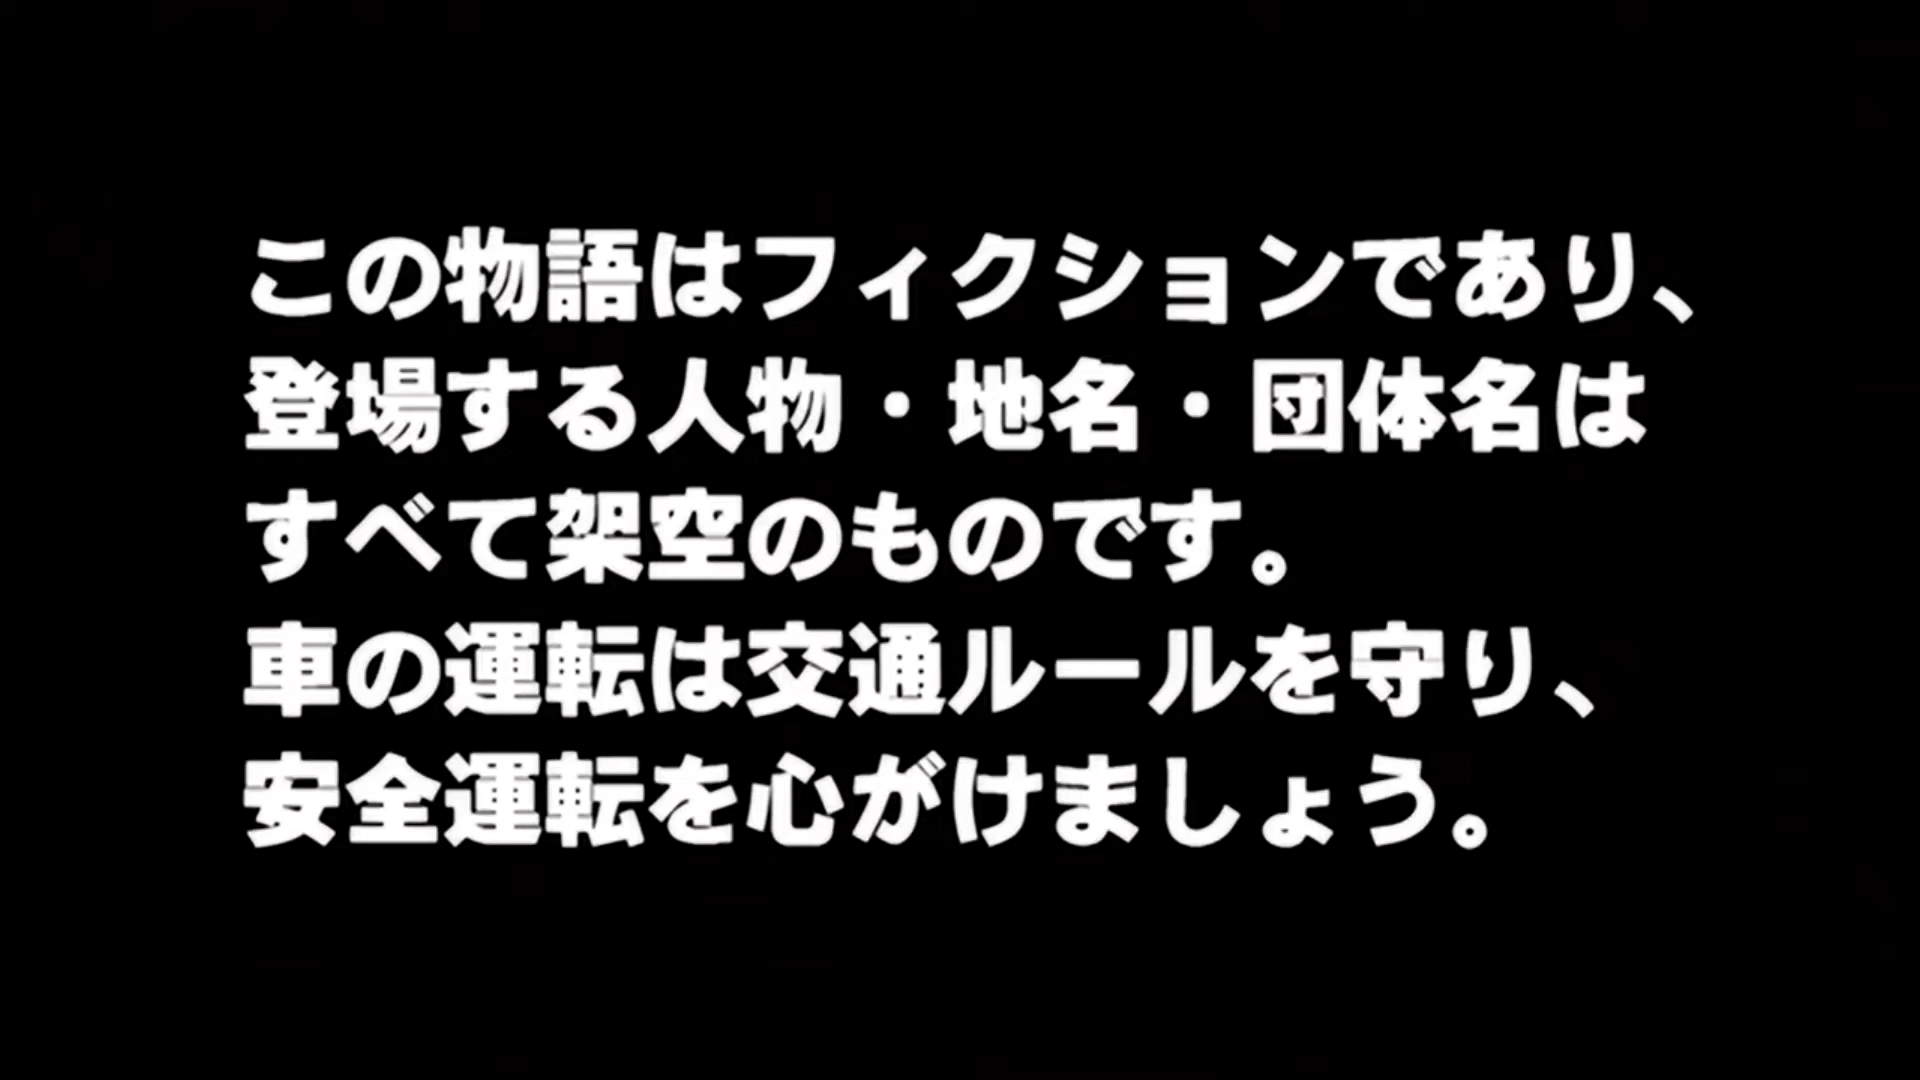 この物語はフィクションであり、
登場する人物・地名・団体名は
すべて架空のものです。
車の運転は交通ルールを守り、
安全運転を心がけましょう。